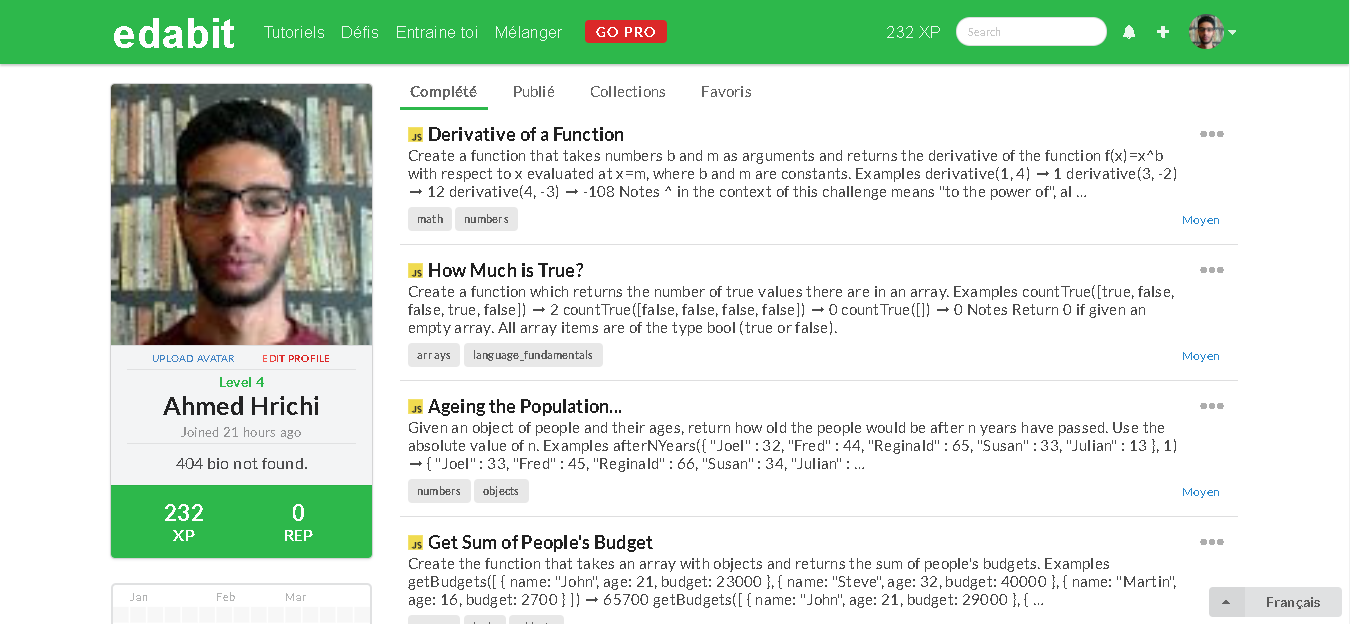 edabit Tutoriels Défis Entraine toi Mélanger GO PRO 232 XP Search
Complété Publié Collections Favoris
JS Derivative of a Function
Create a function that takes numbers b and m as arguments and returns the derivative of the function f(x)=x^b
with respect to x evaluated at x=m, where b and m are constants. Examples derivative(1, 4) ➞ 1 derivative(3, -2)
➞ 12 derivative(4, -3) ➞ -108 Notes ^ in the context of this challenge means "to the power of", al ...
math numbers Moyen
JS How Much is True?
Create a function which returns the number of true values there are in an array. Examples countTrue([true, false,
false, true, false]) ➞ 2 countTrue([false, false, false, false]) ➞ 0 countTrue([]) ➞ 0 Notes Return 0 if given an
empty array. All array items are of the type bool (true or false).
arrays language_fundamentals Moyen
JS Ageing the Population...
Given an object of people and their ages, return how old the people would be after n years have passed. Use the
absolute value of n. Examples afterNYears({ "Joel" : 32, "Fred" : 44, "Reginald" : 65, "Susan" : 33, "Julian" : 13 }, 1)
➞ { "Joel" : 33, "Fred" : 45, "Reginald" : 66, "Susan" : 34, "Julian" : ...
numbers objects Moyen
JS Get Sum of People's Budget
Create the function that takes an array with objects and returns the sum of people's budgets. Examples
getBudgets([ { name: "John", age: 21, budget: 23000 }, { name: "Steve", age: 32, budget: 40000 }, { name: "Martin",
age: 16, budget: 2700 } ]) ➞ 65700 getBudgets([ { name: "John", age: 21, budget: 29000 }, { ...
UPLOAD AVATAR EDIT PROFILE
Level 4
Ahmed Hrichi
Joined 21 hours ago
404 bio not found.
232 0
XP REP
Jan Feb Mar
Français